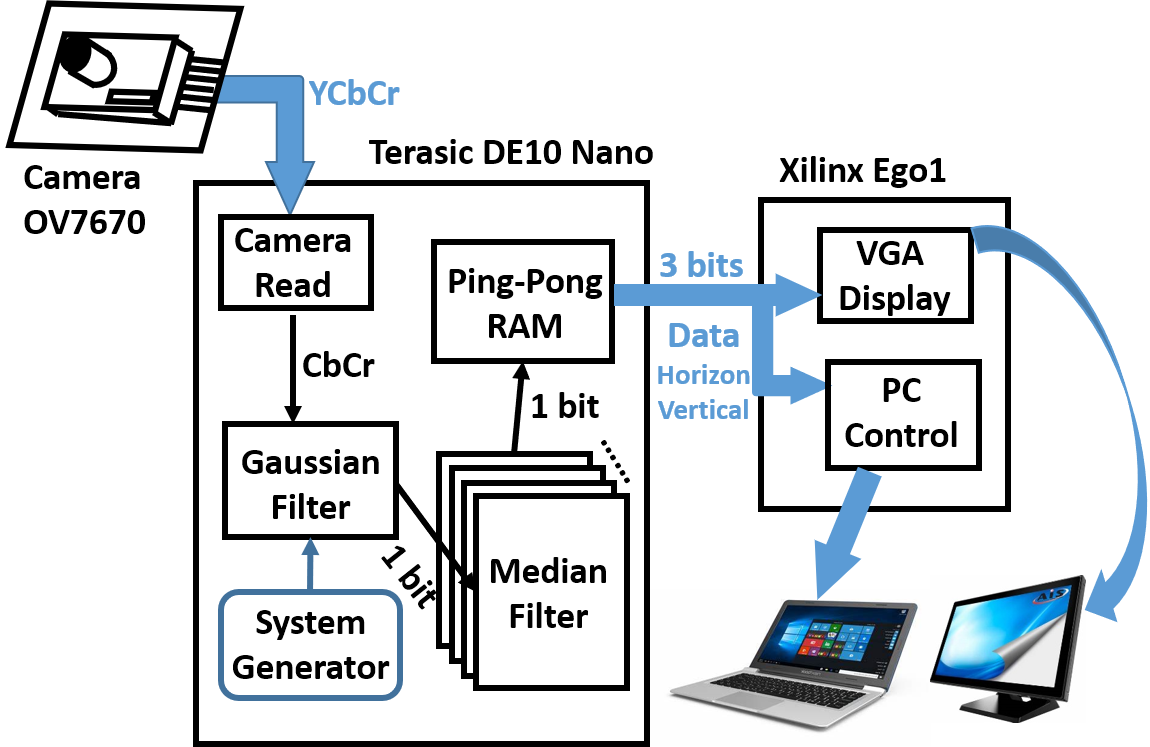 YCbCr
Camera
OV7670
Terasic DE10 Nano
Xilinx Ego1
Camera
Read
CbCr
Gaussian
Filter
System
Generator
1 bit
Median
Filter
1 bit
Ping-Pong
RAM
3 bits
Data
Horizon
Vertical
VGA
Display
PC
Control
AIS